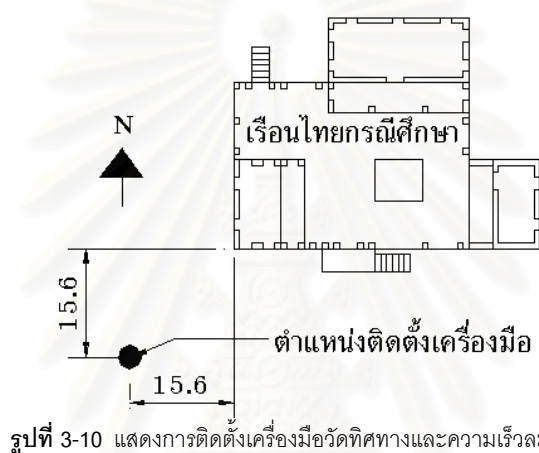 เรือนไทยกรณีศึกษา
N
15.6
ตำแหน่งติดตั้งเครื่องมือ
15.6
รูปที่ 3-10 แสดงการติดตั้งเครื่องมือวัดทิศทางและความเร็วล